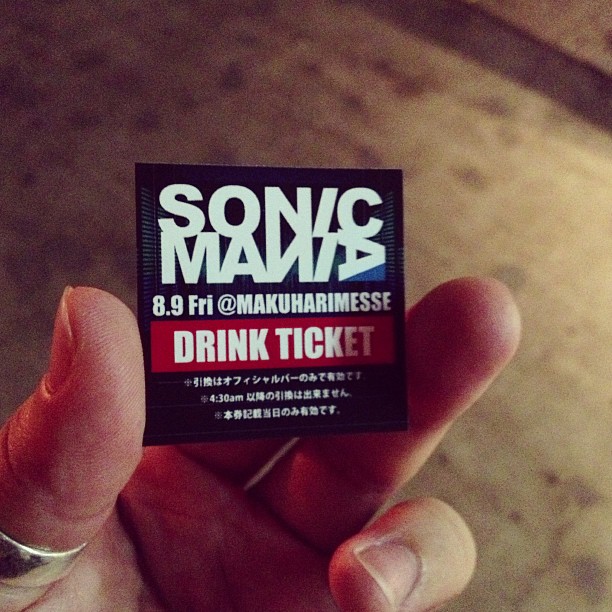 SONIC
MANIA
8.9 Fri @MAKUHARIMESSE
DRINK TICKET
※引換はオフィシャルバーのみで有効です.
※4:30am 以降の引換は出来ません.
※本券記載当日のみ有効です.